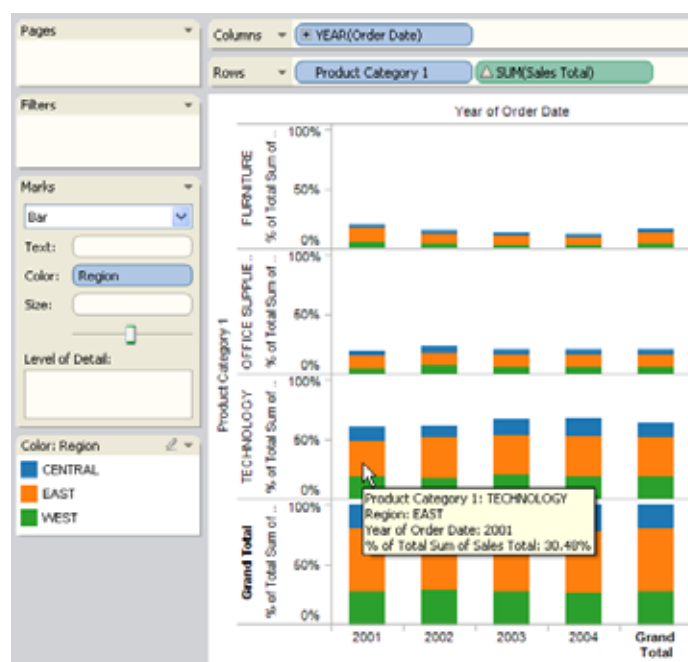 Pages
Columns
YEAR(Order Date)
Rows
Product Category 1
SUM(Sales Total)
Filters
Marks
Bar
Text:
Color:
Region
Size:
Level of Detail:
Color: Region
CENTRAL
EAST
WEST
Year of Order Date
Product Category 1
FURNITURE
% of Total Sum of ..
100%
50%
0%
OFFICE SUPPLIE..
% of Total Sum of ..
100%
50%
0%
TECHNOLOGY
% of Total Sum of ..
100%
50%
0%
Product Category 1: TECHNOLOGY
Region: EAST
Year of Order Date: 2001
% of Total Sum of Sales Total: 30.48%
Grand Total
% of Total Sum of ..
100%
50%
0%
2001
2002
2003
2004
Grand
Total